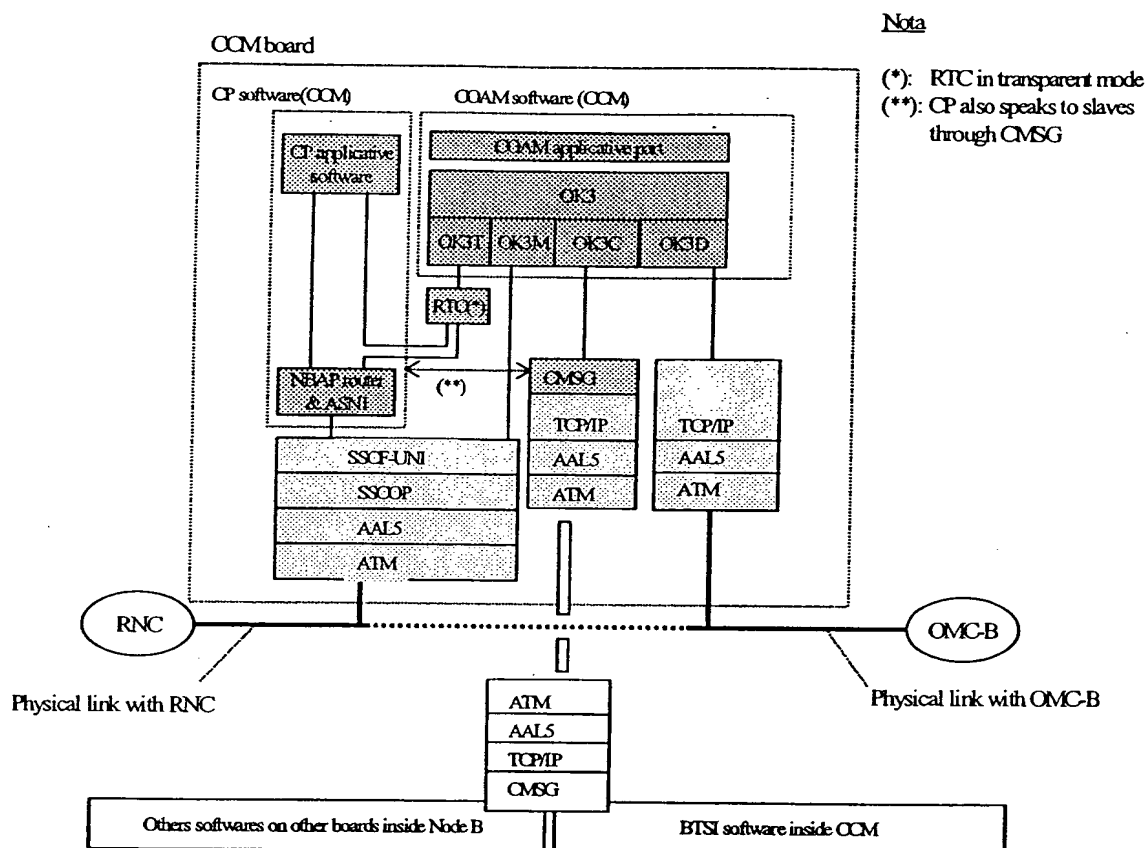 Nota
CCM board
(*): RTC in transparent mode
(**): CP also speaks to slaves
through CMSG
CP software(CCM)
COAM software (CCM)
CP applicative
software
COAM applicative port
OK3
OK3T
OK3M
OK3C
OK3D
RTC(*)
NBAP router
& ASN1
(**)
CMSG
TCP/IP
AAL5
ATM
TCP/IP
AAL5
ATM
SSCF-UNI
SSCOP
AAL5
ATM
RNC
OMC-B
Physical link with RNC
Physical link with OMC-B
ATM
AAL5
TCP/IP
CMSG
Others softwares on other boards inside Node B
BTSI software inside CCM